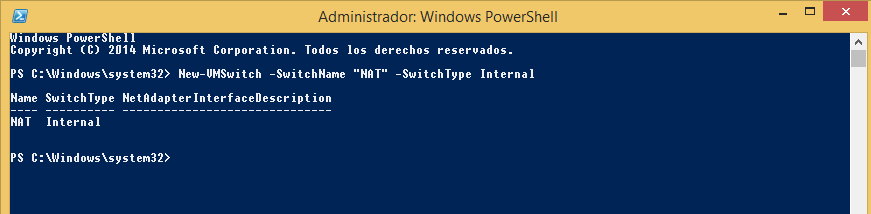 Administrador: Windows PowerShell
Windows PowerShell
Copyright (C) 2014 Microsoft Corporation. Todos los derechos reservados.
PS C:\Windows\system32> New-VMSwitch -SwitchName "NAT" -SwitchType Internal
Name SwitchType NetAdapterInterfaceDescription
---- ---------- ------------------------------
NAT  Internal
PS C:\Windows\system32>